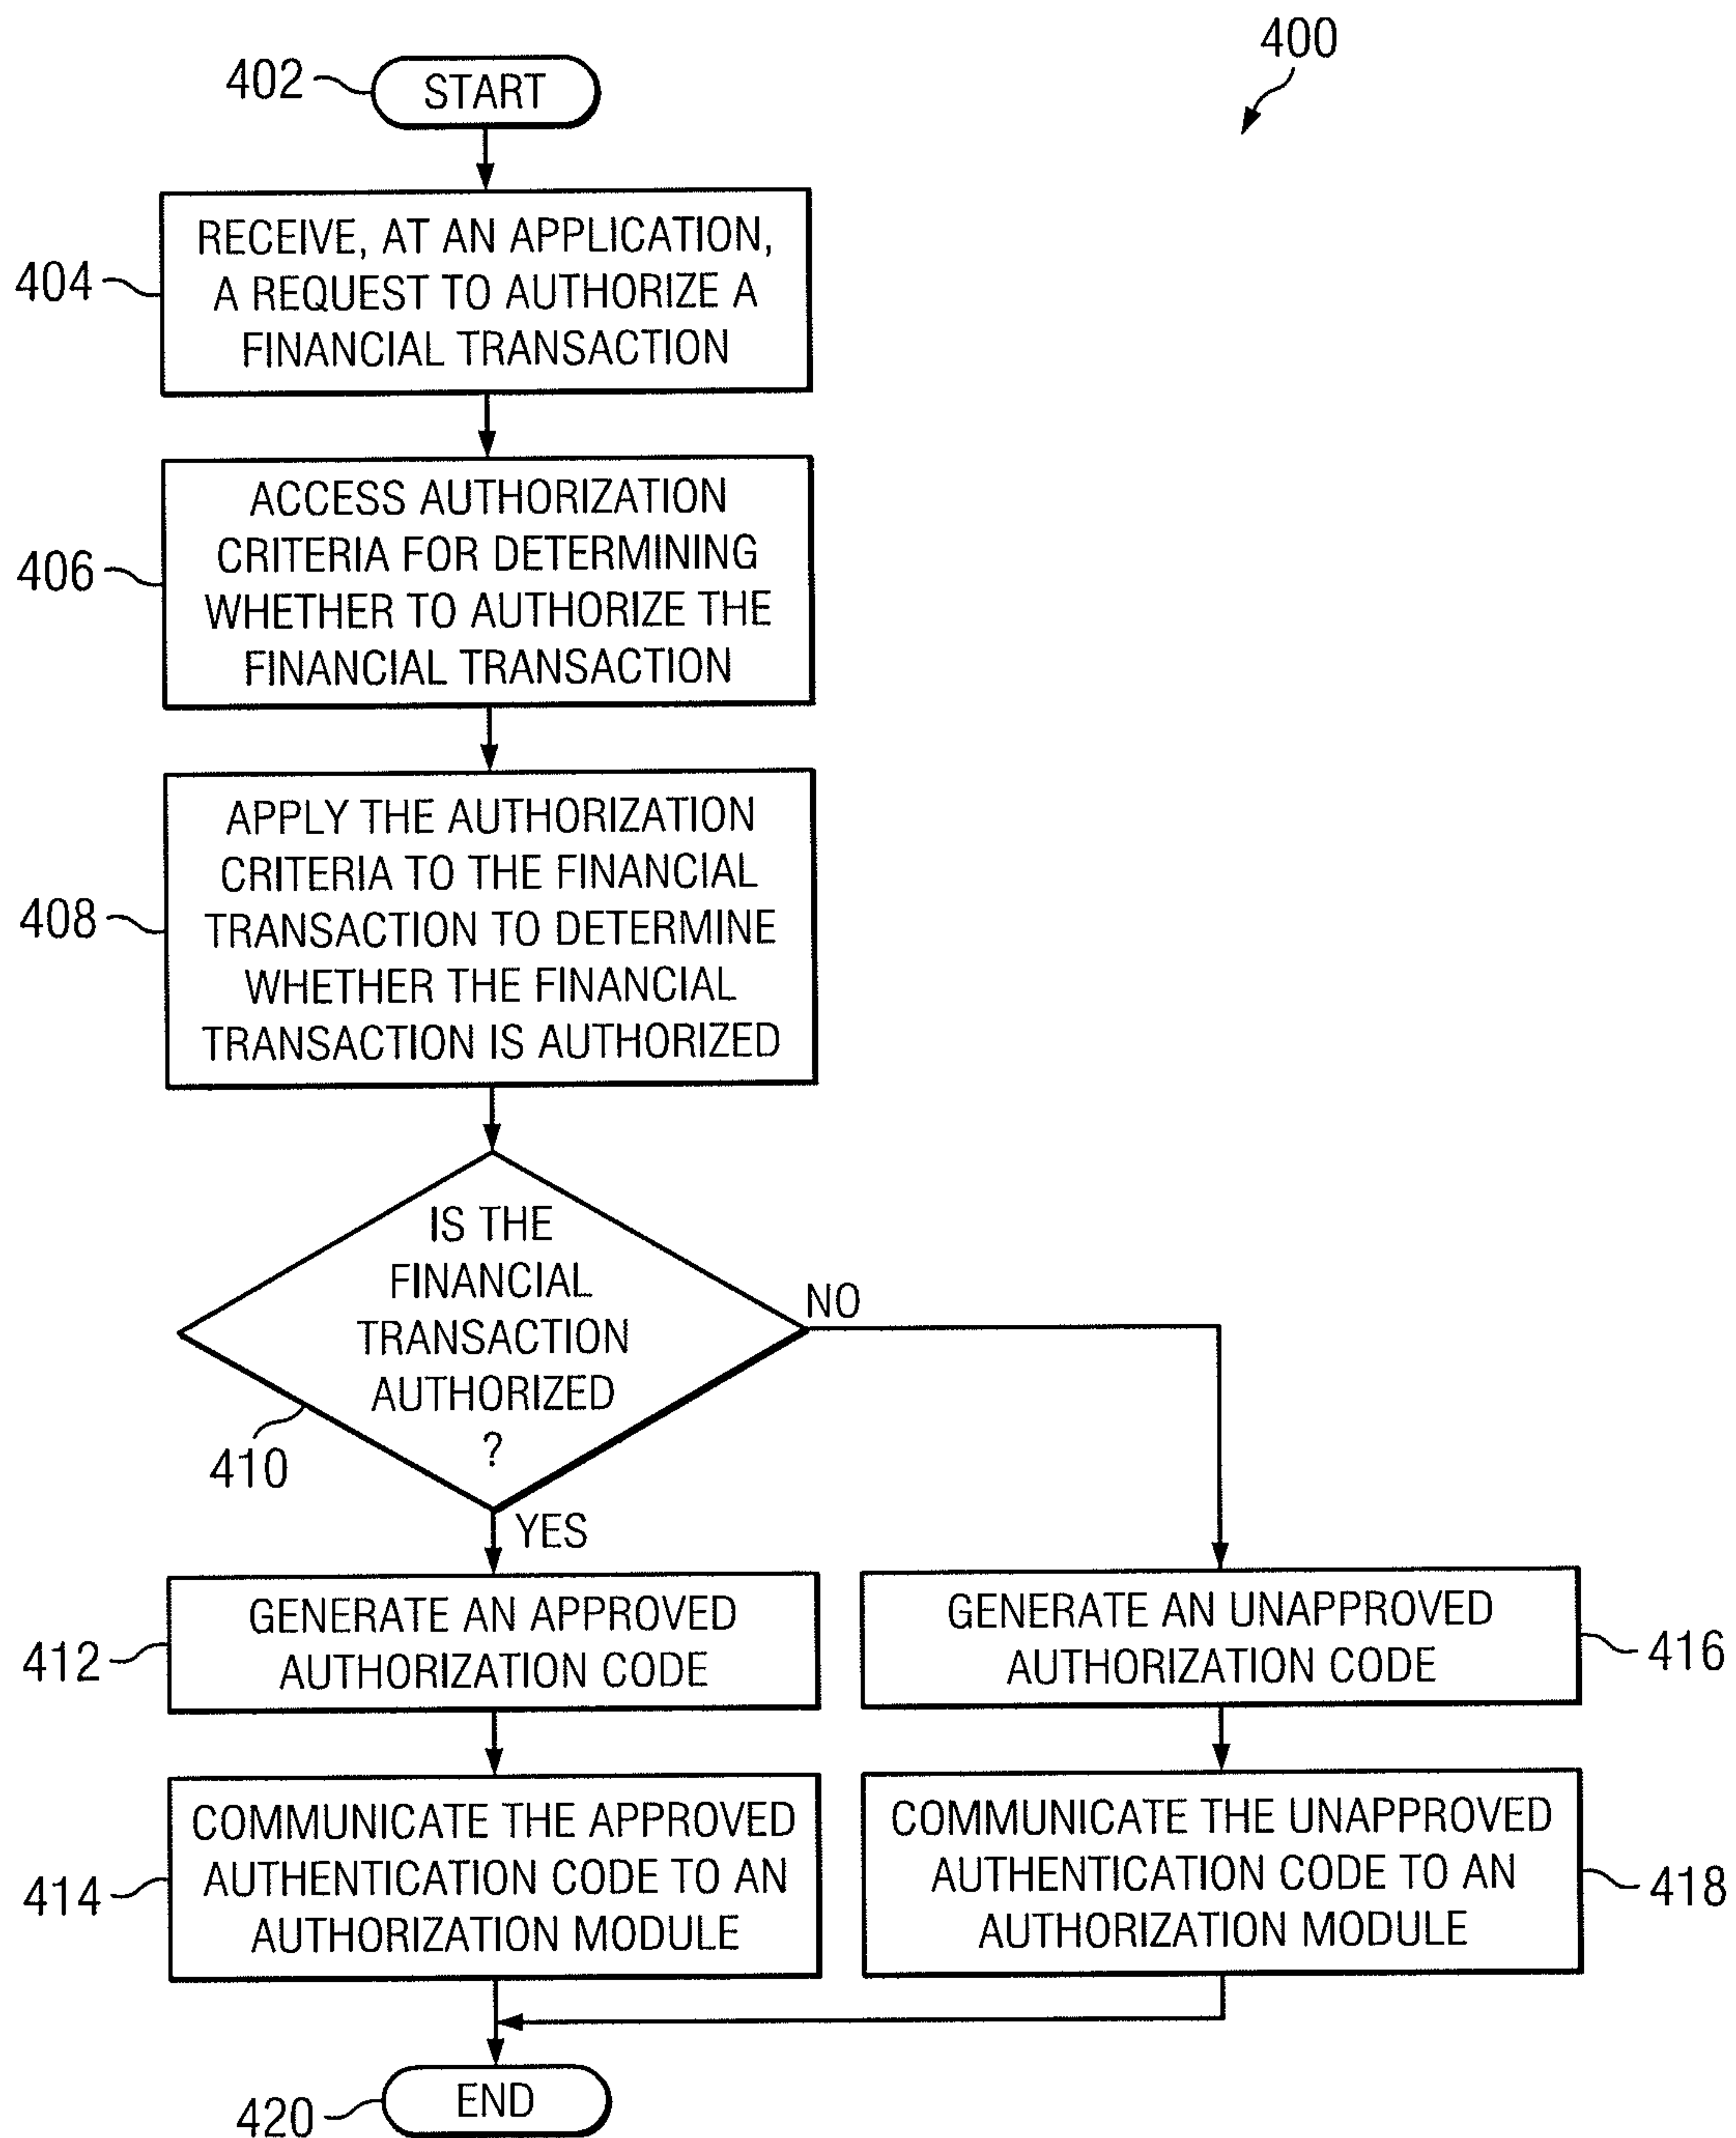 400
402
START
404
RECEIVE, AT AN APPLICATION,
A REQUEST TO AUTHORIZE A
FINANCIAL TRANSACTION
406
ACCESS AUTHORIZATION
CRITERIA FOR DETERMINING
WHETHER TO AUTHORIZE THE
FINANCIAL TRANSACTION
408
APPLY THE AUTHORIZATION
CRITERIA TO THE FINANCIAL
TRANSACTION TO DETERMINE
WHETHER THE FINANCIAL
TRANSACTION IS AUTHORIZED
IS THE
FINANCIAL
TRANSACTION
AUTHORIZED
?
410
NO
YES
412
GENERATE AN APPROVED
AUTHORIZATION CODE
GENERATE AN UNAPPROVED
AUTHORIZATION CODE
416
414
COMMUNICATE THE APPROVED
AUTHENTICATION CODE TO AN
AUTHORIZATION MODULE
COMMUNICATE THE UNAPPROVED
AUTHENTICATION CODE TO AN
AUTHORIZATION MODULE
418
420
END